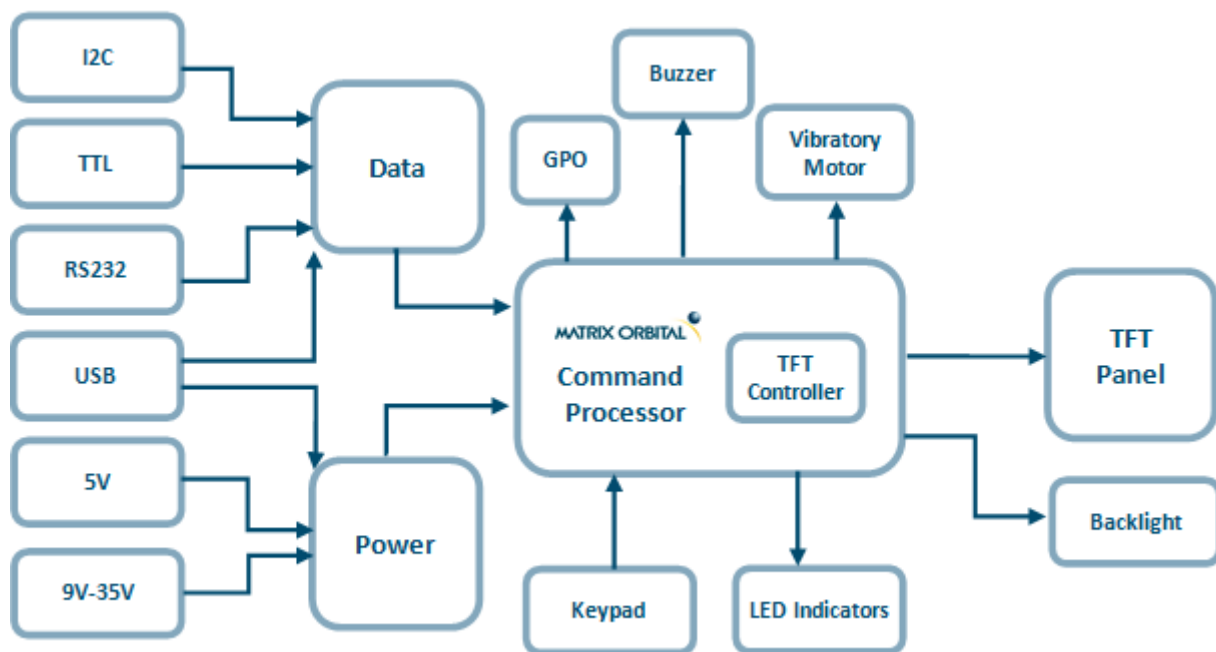 I2C
TTL
RS232
USB
5V
9V-35V
Data
Power
GPO
Buzzer
Vibratory
Motor
MATRIX ORBITAL
Command
Processor
TFT
Controller
Keypad
LED Indicators
TFT
Panel
Backlight